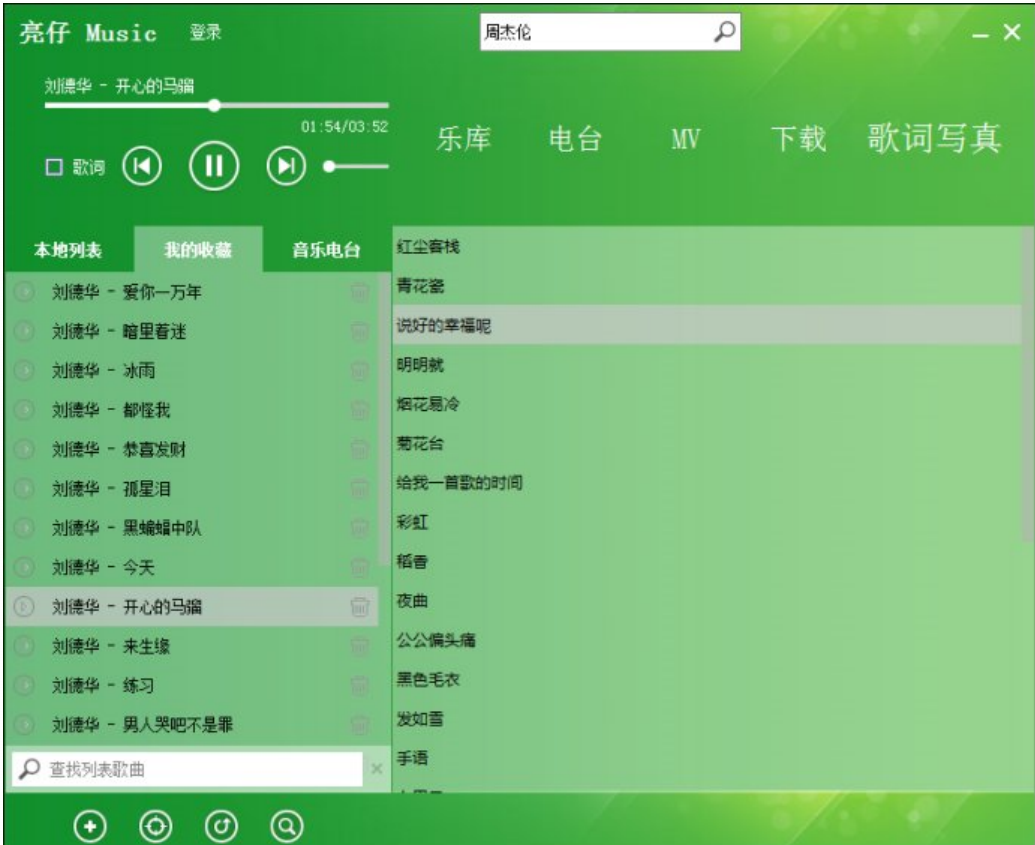 亮仔 Music 登录
周杰伦
刘德华 - 开心的马骝
01:54/03:52
歌词
乐库 电台 MV 下载 歌词写真
本地列表 我的收藏 音乐电台
刘德华 - 爱你一万年
刘德华 - 暗里着迷
刘德华 - 冰雨
刘德华 - 都怪我
刘德华 - 恭喜发财
刘德华 - 孤星泪
刘德华 - 黑蝙蝠中队
刘德华 - 今天
刘德华 - 开心的马骝
刘德华 - 来生缘
刘德华 - 练习
刘德华 - 男人哭吧不是罪
查找列表歌曲
红尘客栈
青花瓷
说好的幸福呢
明明就
烟花易冷
菊花台
给我一首歌的时间
彩虹
稻香
夜曲
公公偏头痛
黑色毛衣
发如雪
手语